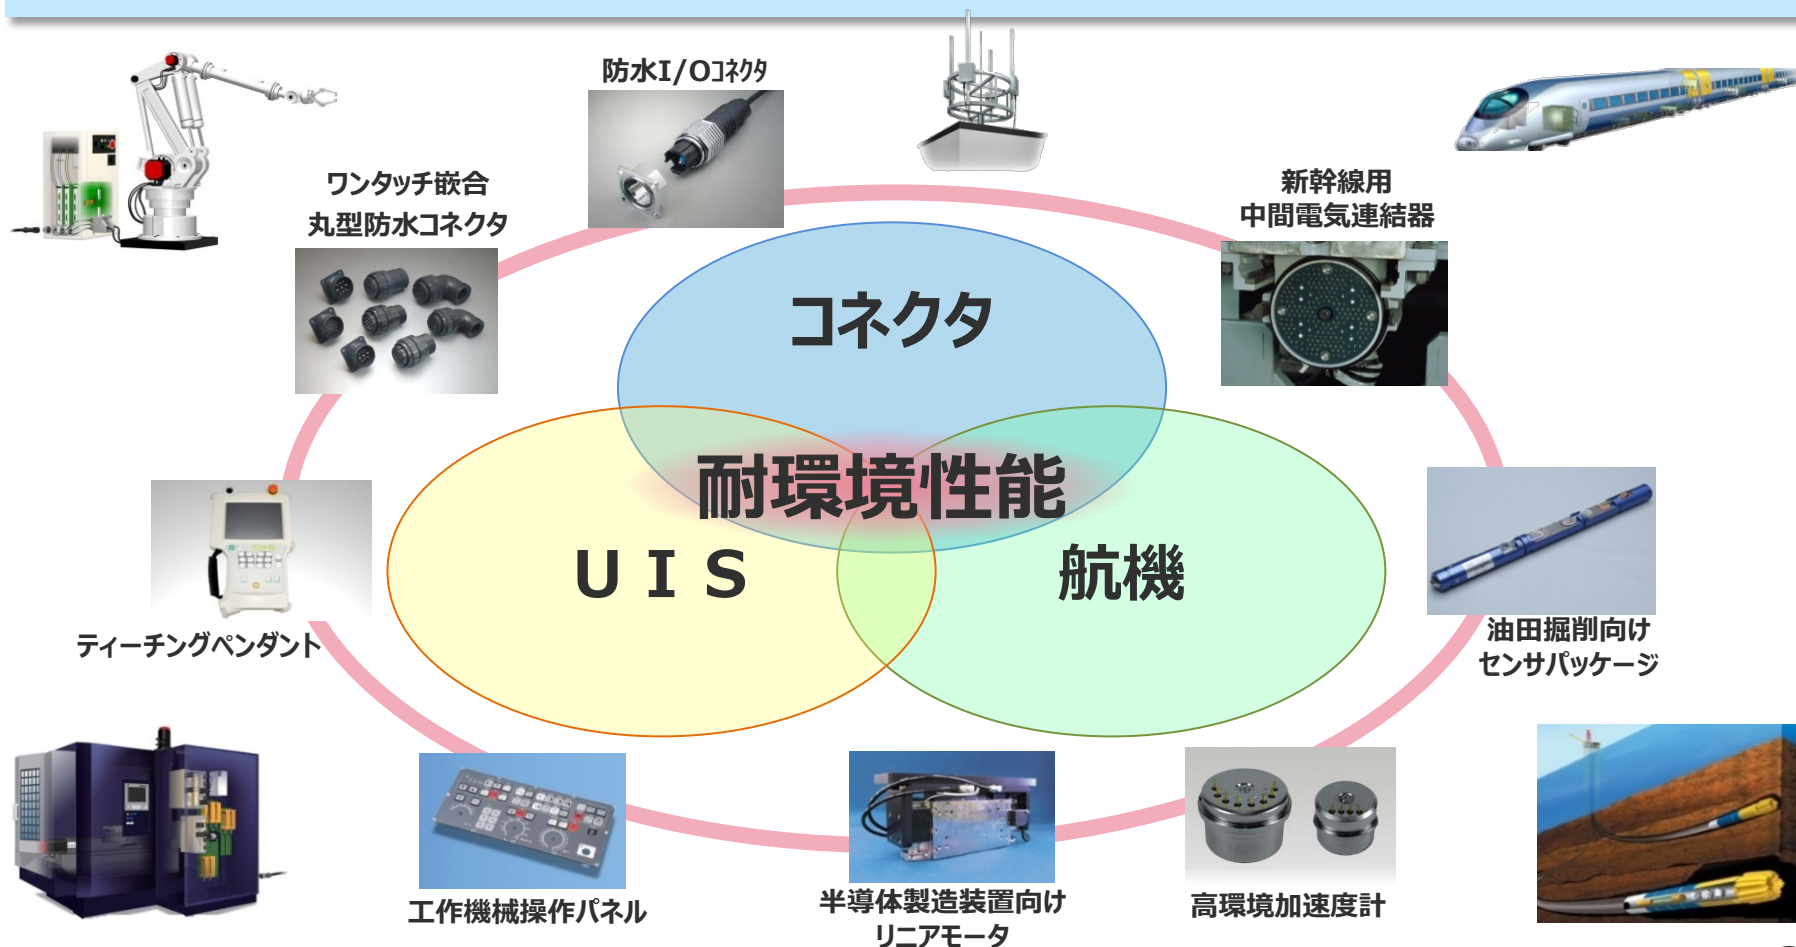 防水I/Oコネクタ
ワンタッチ嵌合
丸型防水コネクタ
新幹線用
中間電気連結器
コネクタ
耐環境性能
ＵＩＳ
航機
ティーチングペンダント
油田掘削向け
センサパッケージ
工作機械操作パネル
半導体製造装置向け
リニアモータ
高環境加速度計